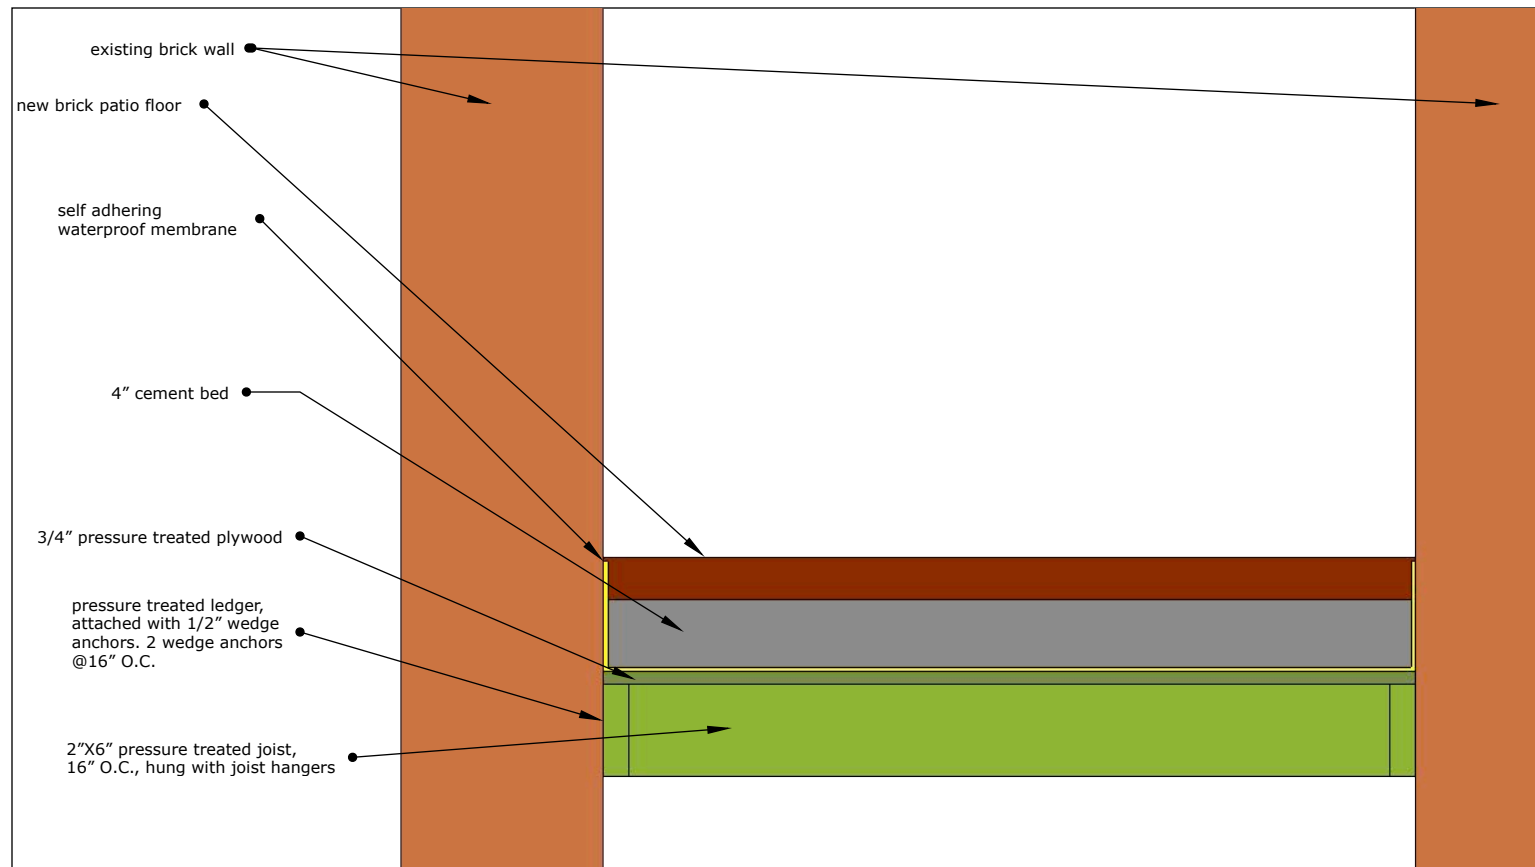 existing brick wall
new brick patio floor
self adhering
waterproof membrane
4” cement bed
3/4” pressure treated plywood
pressure treated ledger,
attached with 1/2” wedge
anchors. 2 wedge anchors
@16” O.C.
2”X6” pressure treated joist,
16” O.C., hung with joist hangers